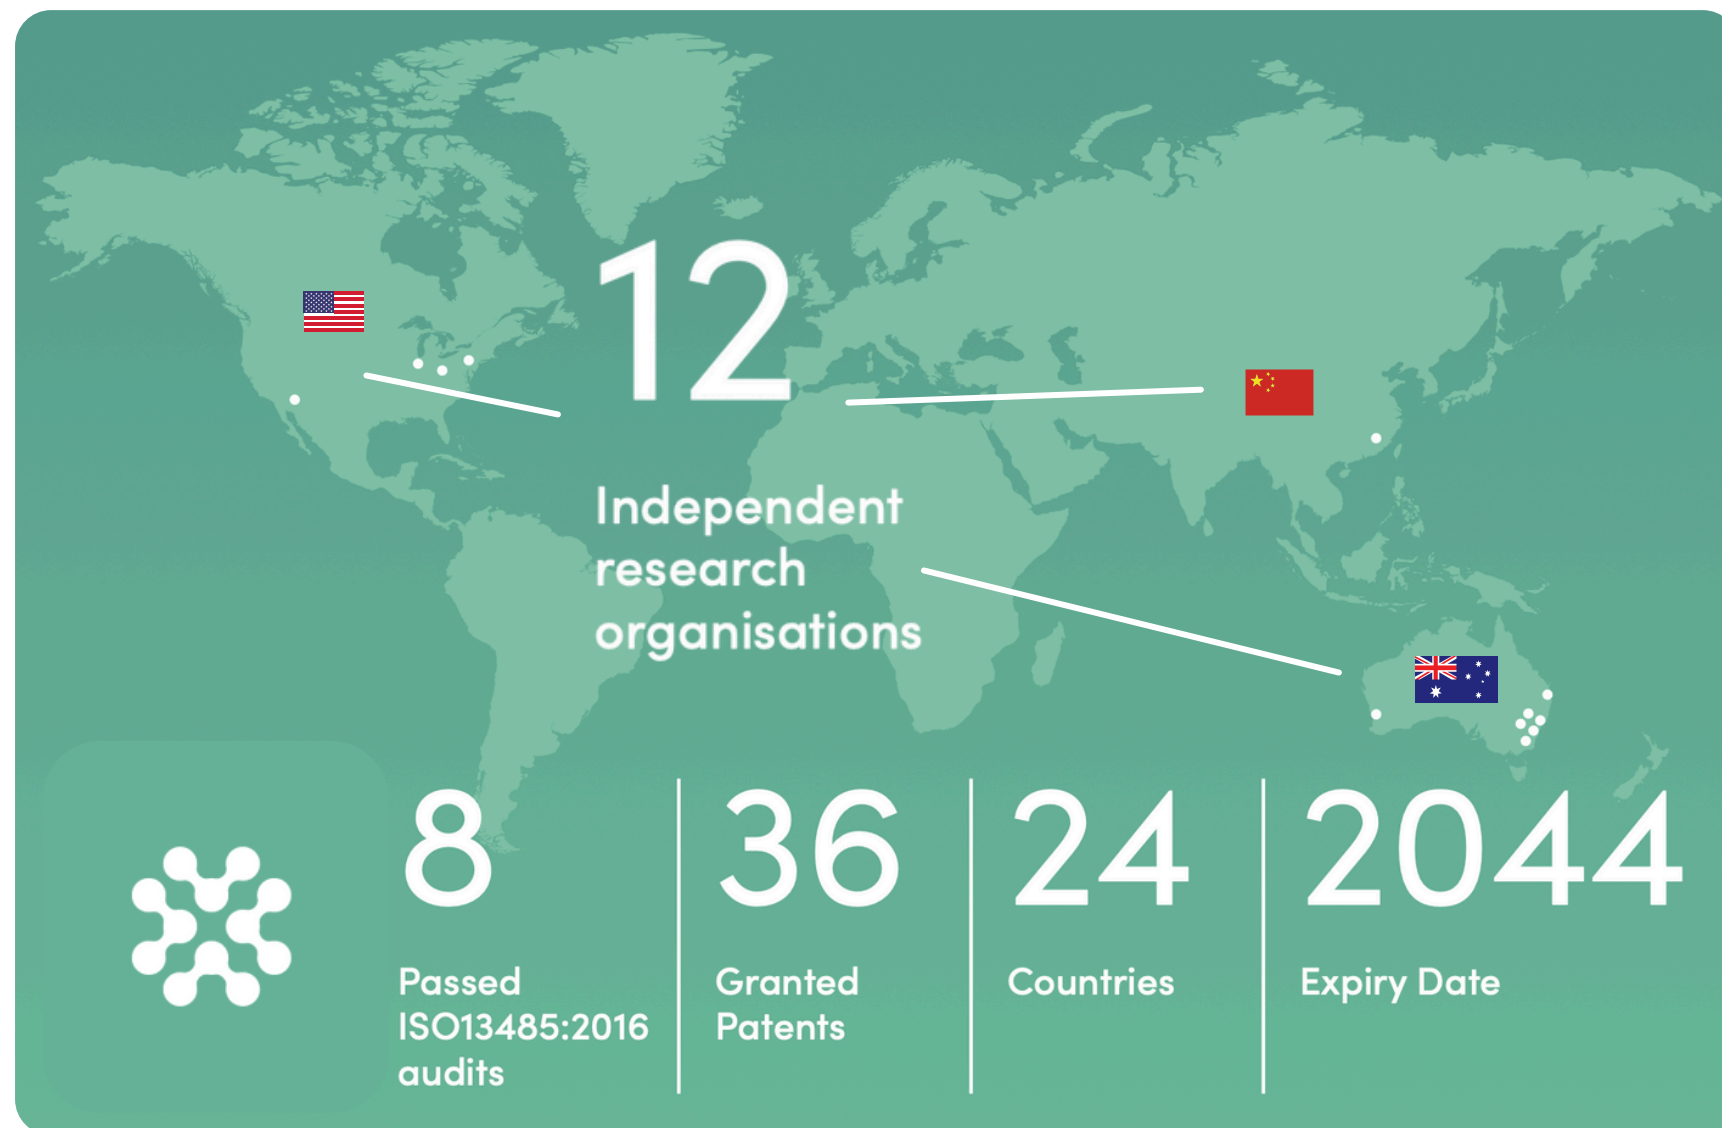 12
Independent
research
organisations
8
Passed
ISO13485:2016
audits
36
Granted
Patents
24
Countries
2044
Expiry Date